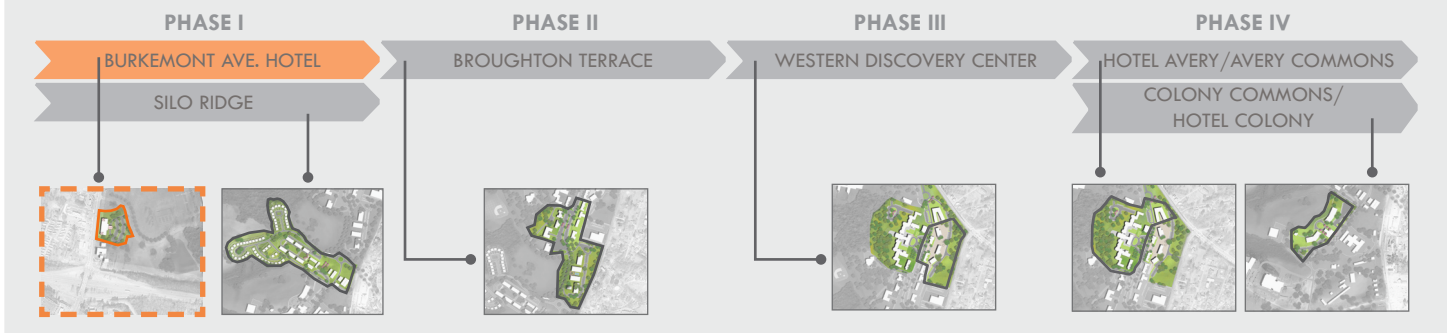 PHASE I
PHASE II
PHASE III
PHASE IV
BURKEMONT AVE. HOTEL
BROUGHTON TERRACE
WESTERN DISCOVERY CENTER
HOTEL AVERY/AVERY COMMONS
SILO RIDGE
COLONY COMMONS/
HOTEL COLONY